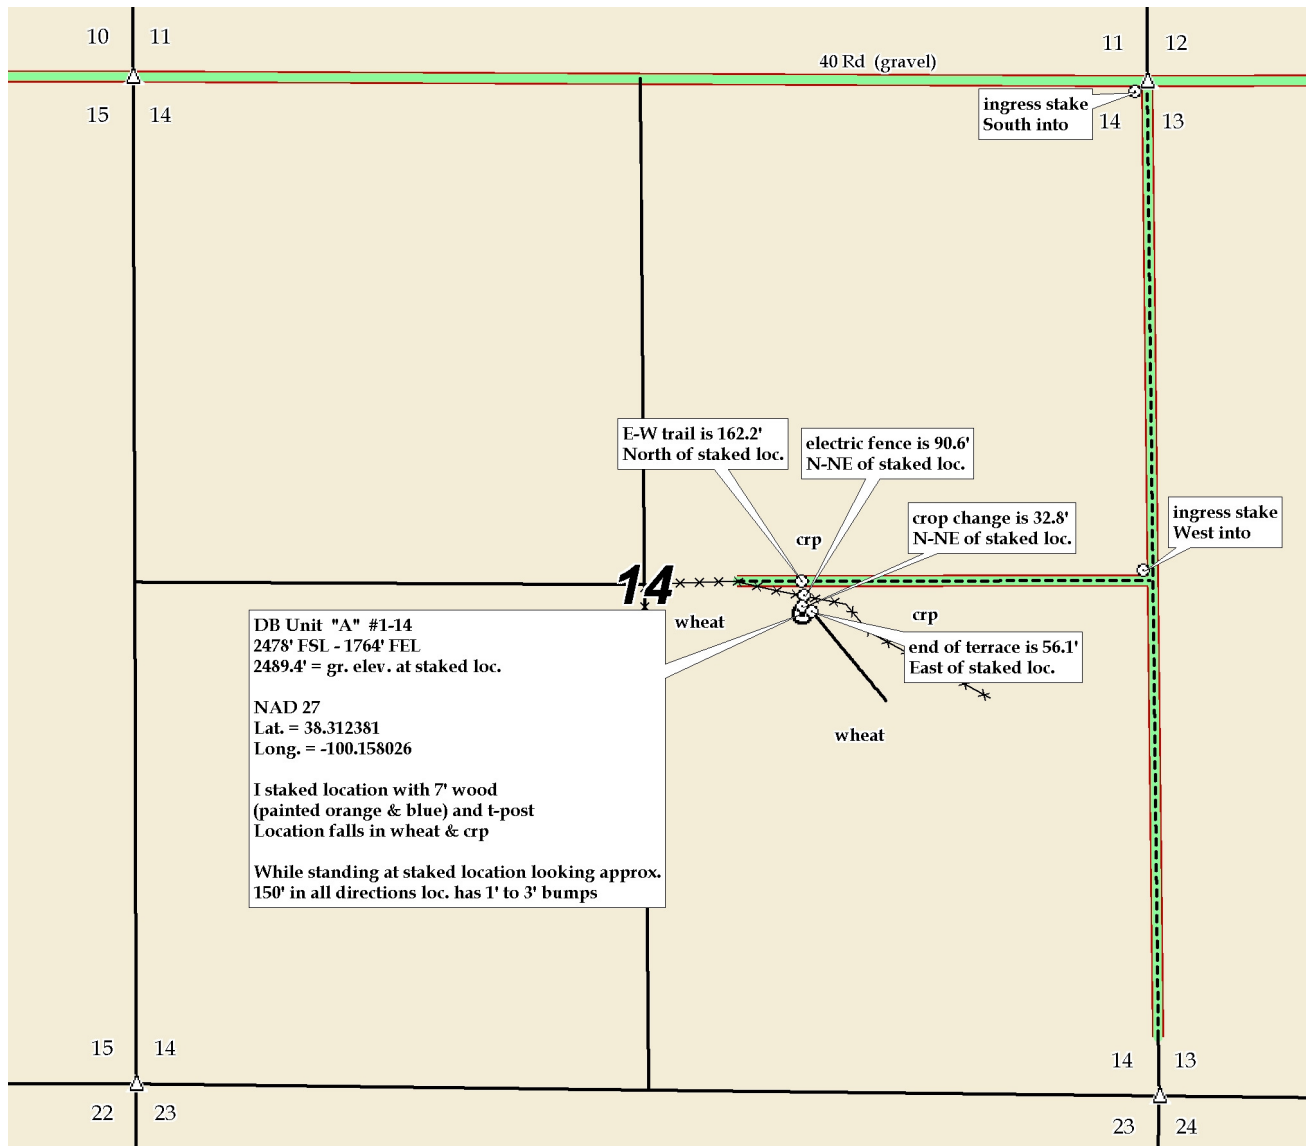 10 11
11 12
40 Rd (gravel)
15 14
ingress stake
South into
14 13
E-W trail is 162.2'
North of staked loc.
electric fence is 90.6'
N-NE of staked loc.
crop change is 32.8'
N-NE of staked loc.
ingress stake
West into
crp
14
wheat
crp
DB Unit "A" #1-14
2478' FSL - 1764' FEL
2489.4' = gr. elev. at staked loc.
NAD 27
Lat. = 38.312381
Long. = -100.158026
I staked location with 7' wood
(painted orange & blue) and t-post
Location falls in wheat & crp
While standing at staked location looking approx.
150' in all directions loc. has 1' to 3' bumps
end of terrace is 56.1'
East of staked loc.
wheat
15 14
14 13
22 23
23 24